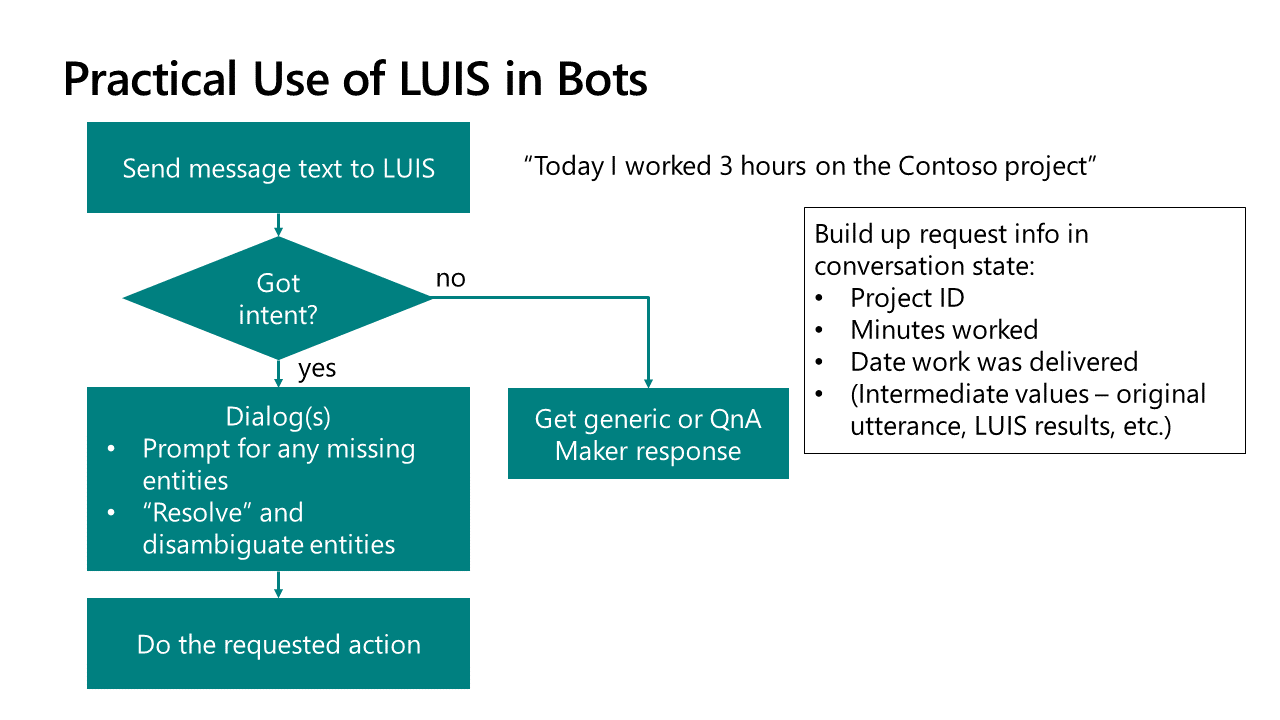 Practical Use of LUIS in Bots
Send message text to LUIS
“Today I worked 3 hours on the Contoso project”
Got
intent?
no
yes
Dialog(s)
• Prompt for any missing
entities
• “Resolve” and
disambiguate entities
Do the requested action
Get generic or QnA
Maker response
Build up request info in
conversation state:
• Project ID
• Minutes worked
• Date work was delivered
• (Intermediate values – original
utterance, LUIS results, etc.)